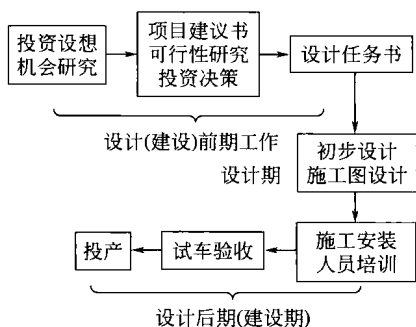 投资设想
机会研究
项目建议书
可行性研究
投资决策
设计任务书
设计(建设)前期工作
设计期
初步设计
施工图设计
投产
试车验收
施工安装
人员培训
设计后期(建设期)